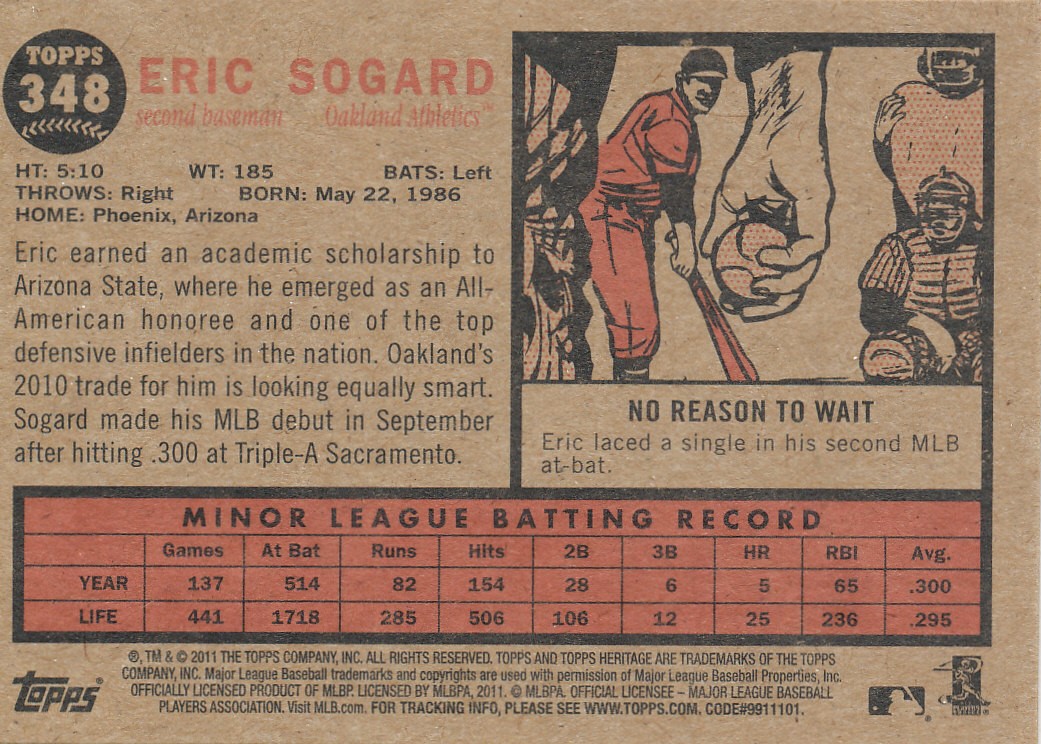 TOPPS
348
ERIC SOGARD
second baseman Oakland Athletics™
HT: 5:10 WT: 185 BATS: Left
THROWS: Right BORN: May 22, 1986
HOME: Phoenix, Arizona
Eric earned an academic scholarship to
Arizona State, where he emerged as an All-
American honoree and one of the top
defensive infielders in the nation. Oakland's
2010 trade for him is looking equally smart.
Sogard made his MLB debut in September
after hitting .300 at Triple-A Sacramento.
NO REASON TO WAIT
Eric laced a single in his second MLB
at-bat.
MINOR LEAGUE BATTING RECORD
Games At Bat Runs Hits 2B 3B HR RBI Avg.
YEAR 137 514 82 154 28 6 5 65 .300
LIFE 441 1718 285 506 106 12 25 236 .295
®, TM & © 2011 THE TOPPS COMPANY, INC. ALL RIGHTS RESERVED. TOPPS AND TOPPS HERITAGE ARE TRADEMARKS OF THE TOPPS
COMPANY, INC. Major League Baseball trademarks and copyrights are used with permission of Major League Baseball Properties, Inc.
OFFICIALLY LICENSED PRODUCT OF MLBP. LICENSED BY MLBPA, 2011. © MLBPA. OFFICIAL LICENSEE – MAJOR LEAGUE BASEBALL
PLAYERS ASSOCIATION. Visit MLB.com. FOR TRACKING INFO, PLEASE SEE WWW.TOPPS.COM. CODE#9911101.
topps®